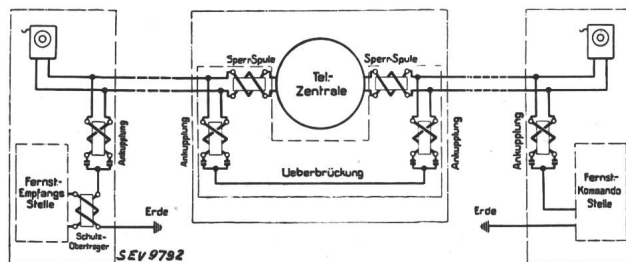 Sperr-Spule
Sperr-Spule
Tel.-
Zentrale
Ankupplung
Ankupplung
Ankupplung
Ankupplung
Ueberbrückung
Fernst-
Empfangs
Stelle
Fernst-
Kommando
Stelle
Erde
Erde
Schutz-
Obertrager
SEV 9792